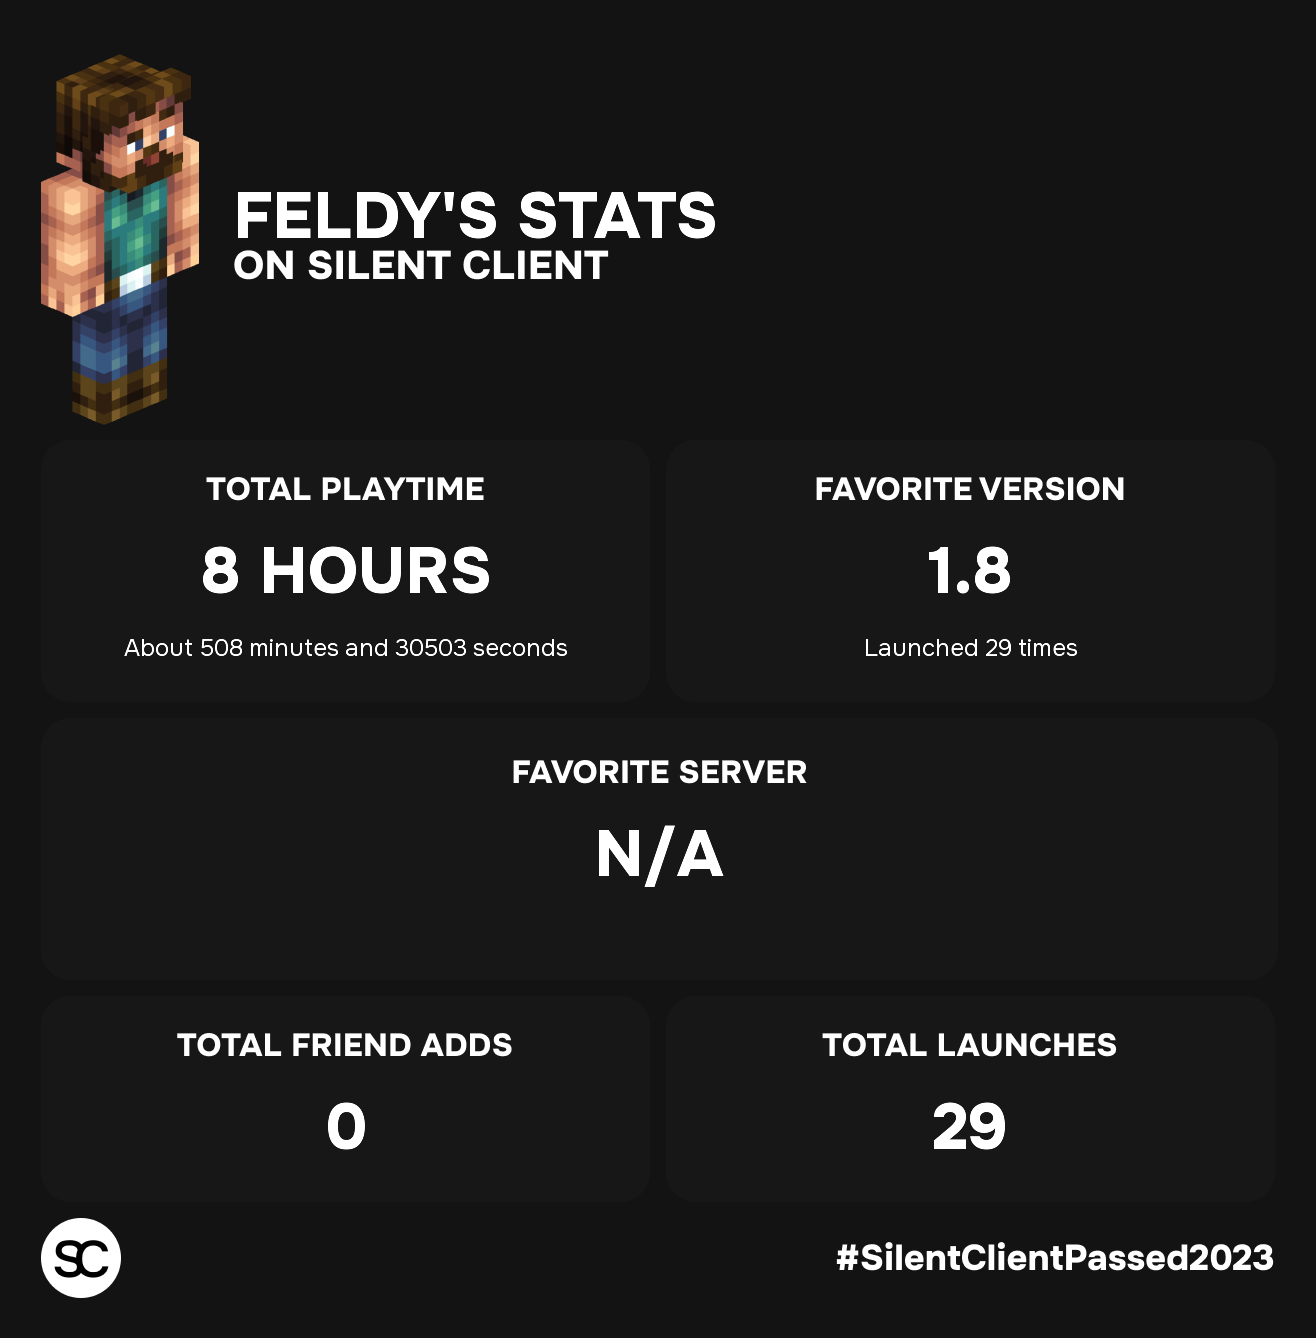 FELDY'S STATS
ON SILENT CLIENT
TOTAL PLAYTIME
8 HOURS
About 508 minutes and 30503 seconds
FAVORITE VERSION
1.8
Launched 29 times
FAVORITE SERVER
N/A
TOTAL FRIEND ADDS
0
TOTAL LAUNCHES
29
SC
#SilentClientPassed2023